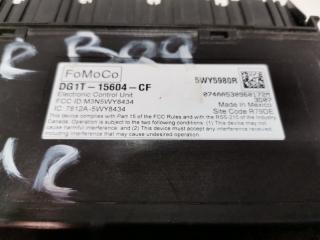 FoMoCo
5WY5980R
DG1T-15604-CF
Electronic Control Unit
FCC ID:M3N5WY8434
IC: 7812A-5WY8434
Made in Mexico
Site Code R79DE
This device complies with Part 15 of the FCC Rules and with RSS-210 of the Industry
Canada. Operation is subject to the following two conditions:
(1) this device may not cause harmful interference, and
(2) this device must accept any interference received, including
interference that may cause undesired operation.